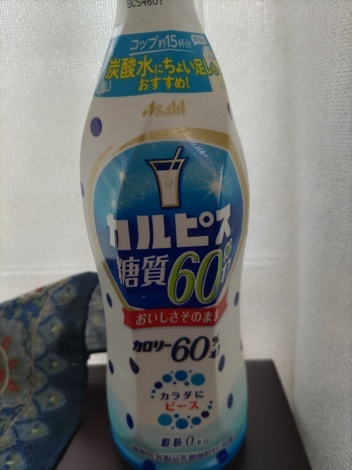 コップ約15杯分
炭酸水にちょい足し
おすすめ!
Asahi
カルピス
糖質60%
おいしさそのまま
カロリー60%
カラダに
ピース
脂肪0